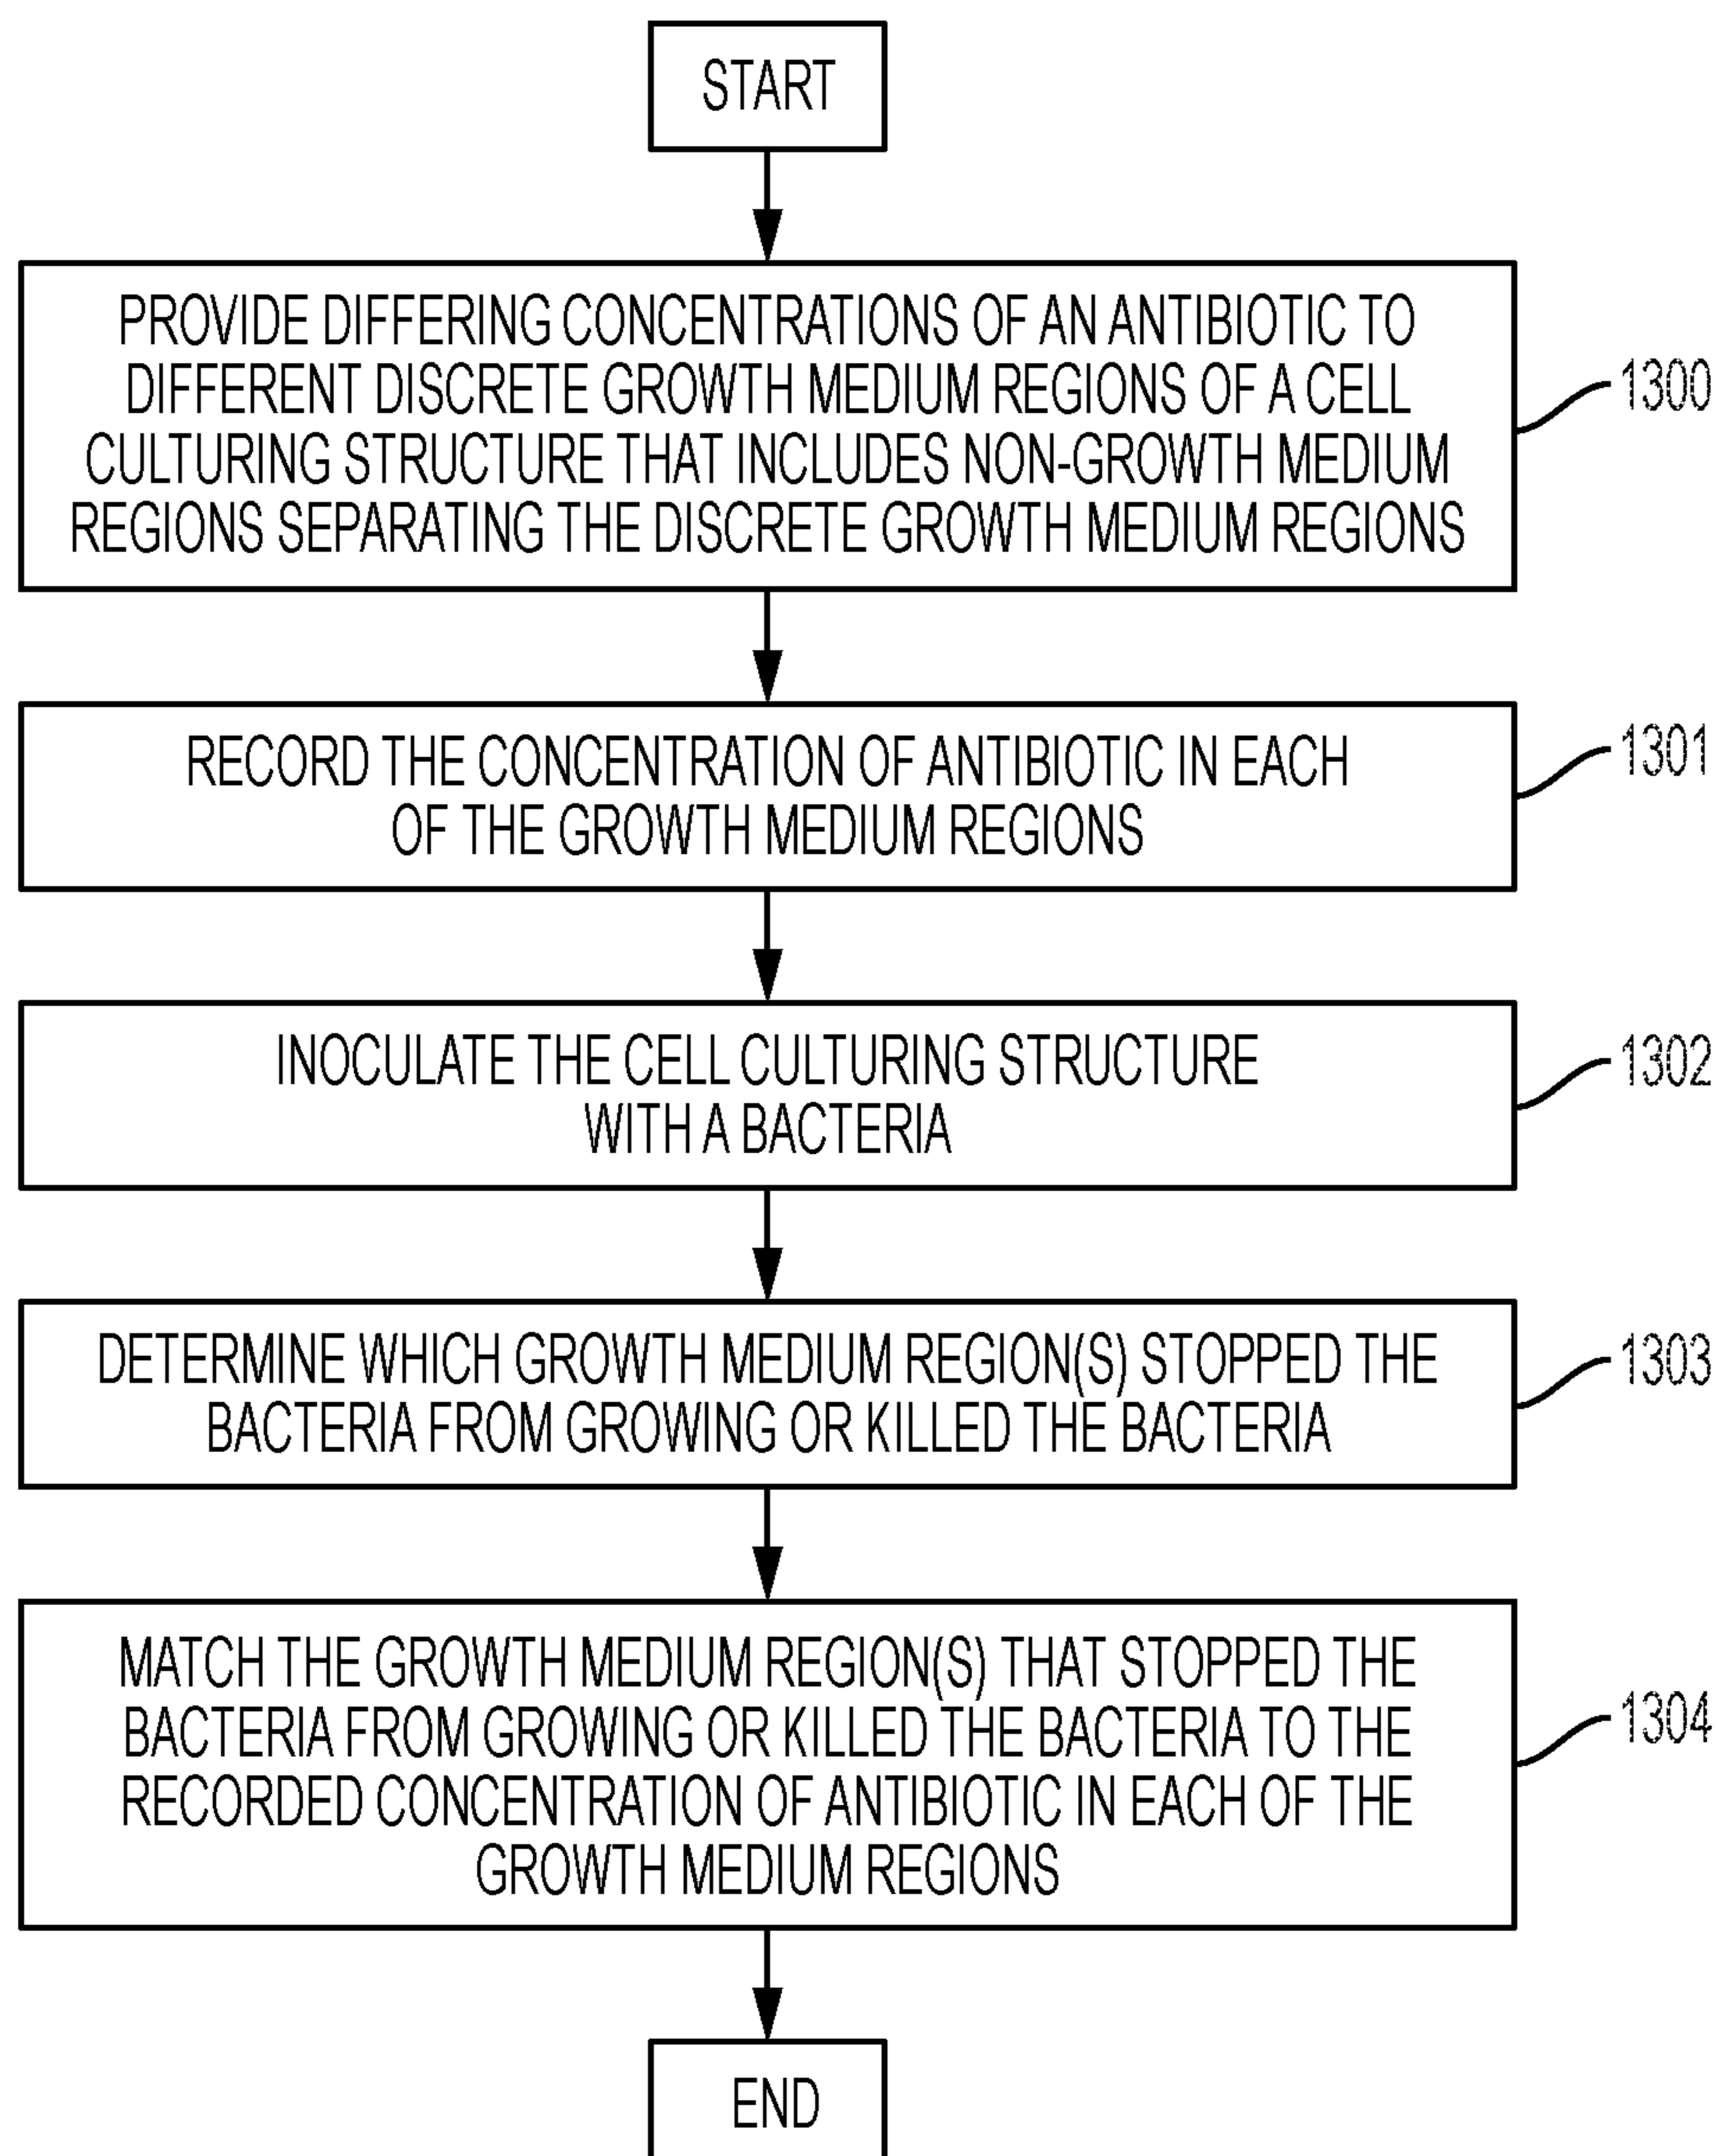 START
PROVIDE DIFFERING CONCENTRATIONS OF AN ANTIBIOTIC TO
DIFFERENT DISCRETE GROWTH MEDIUM REGIONS OF A CELL
CULTURING STRUCTURE THAT INCLUDES NON-GROWTH MEDIUM
REGIONS SEPARATING THE DISCRETE GROWTH MEDIUM REGIONS
1300
RECORD THE CONCENTRATION OF ANTIBIOTIC IN EACH
OF THE GROWTH MEDIUM REGIONS
1301
INOCULATE THE CELL CULTURING STRUCTURE
WITH A BACTERIA
1302
DETERMINE WHICH GROWTH MEDIUM REGION(S) STOPPED THE
BACTERIA FROM GROWING OR KILLED THE BACTERIA
1303
MATCH THE GROWTH MEDIUM REGION(S) THAT STOPPED THE
BACTERIA FROM GROWING OR KILLED THE BACTERIA TO THE
RECORDED CONCENTRATION OF ANTIBIOTIC IN EACH OF THE
GROWTH MEDIUM REGIONS
1304
END